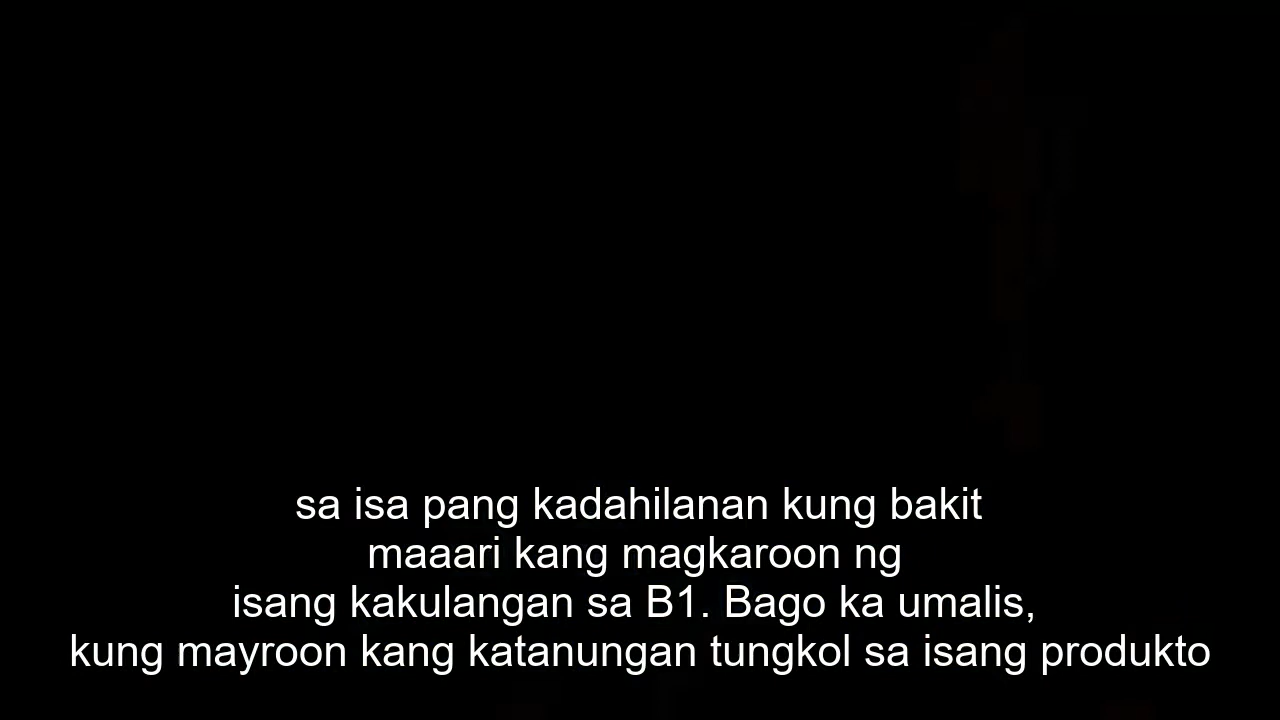 sa isa pang kadahilanan kung bakit
maaari kang magkaroon ng
isang kakulangan sa B1. Bago ka umalis,
kung mayroon kang katanungan tungkol sa isang produkto